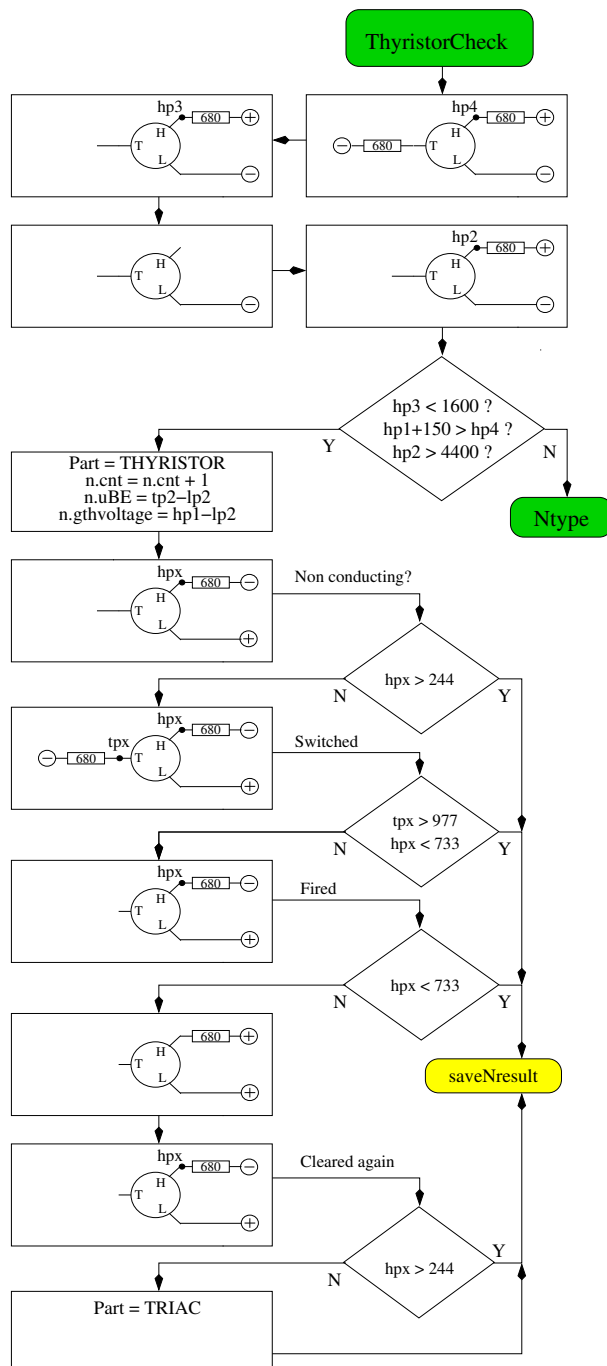 ThyristorCheck
hp3
H
680
+
T
L
−
hp4
H
680
+
−
680
T
L
−
H
T
L
−
hp2
H
680
+
T
L
−
hp3 < 1600 ?
hp1+150 > hp4 ?
hp2 > 4400 ?
Y
N
Part = THYRISTOR
n.cnt = n.cnt + 1
n.uBE = tp2−lp2
n.gthvoltage = hp1−lp2
Ntype
hpx
H
680
−
T
L
+
Non conducting?
hpx > 244
N
Y
hpx
tpx
H
680
−
−
680
T
L
+
Switched
tpx > 977
hpx < 733
N
Y
hpx
H
680
−
T
L
+
Fired
hpx < 733
N
Y
H
680
+
T
L
+
saveNresult
hpx
H
680
−
T
L
+
Cleared again
hpx > 244
N
Y
Part = TRIAC